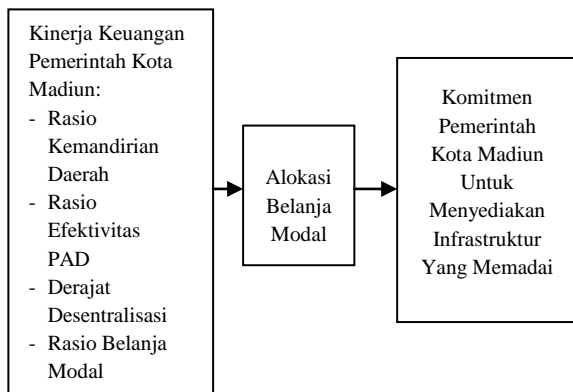 Kinerja Keuangan
Pemerintah Kota
Madiun:
- Rasio
Kemandirian
Daerah
- Rasio
Efektivitas
PAD
- Derajat
Desentralisasi
- Rasio Belanja
Modal
Alokasi
Belanja
Modal
Komitmen
Pemerintah
Kota Madiun
Untuk
Menyediakan
Infrastruktur
Yang Memadai